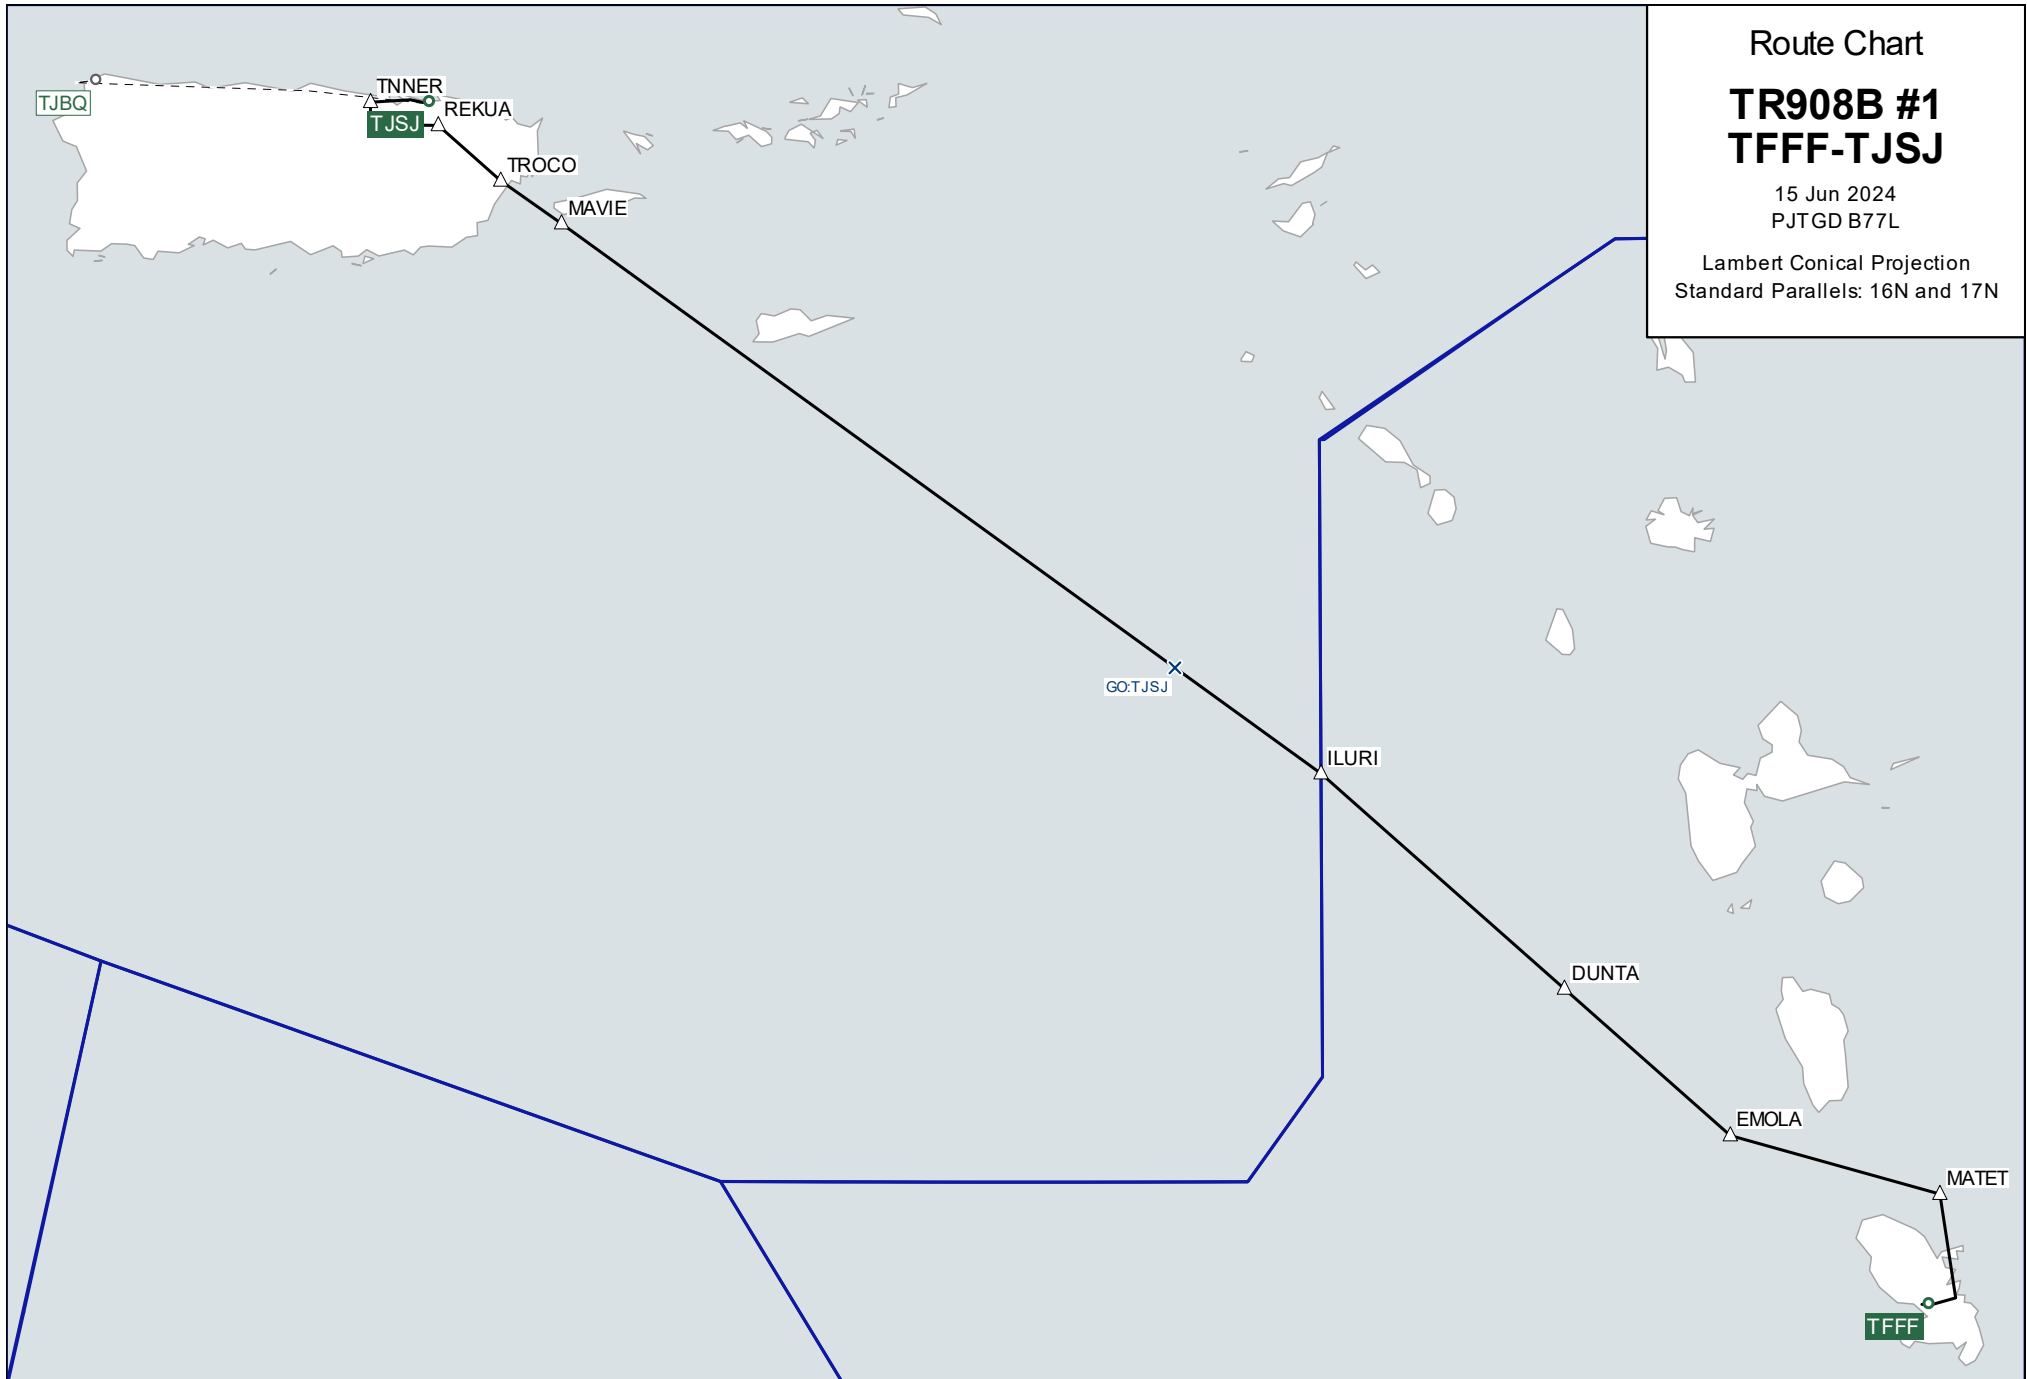 Route Chart
TR908B #1
TFFF-TJSJ
15 Jun 2024
PJTGD B77L
Lambert Conical Projection
Standard Parallels: 16N and 17N
TJBQ
TNNER
REKUA
TJSJ
TROCO
MAVIE
GO:TJSJ
ILURI
DUNTA
EMOLA
MATET
TFFF